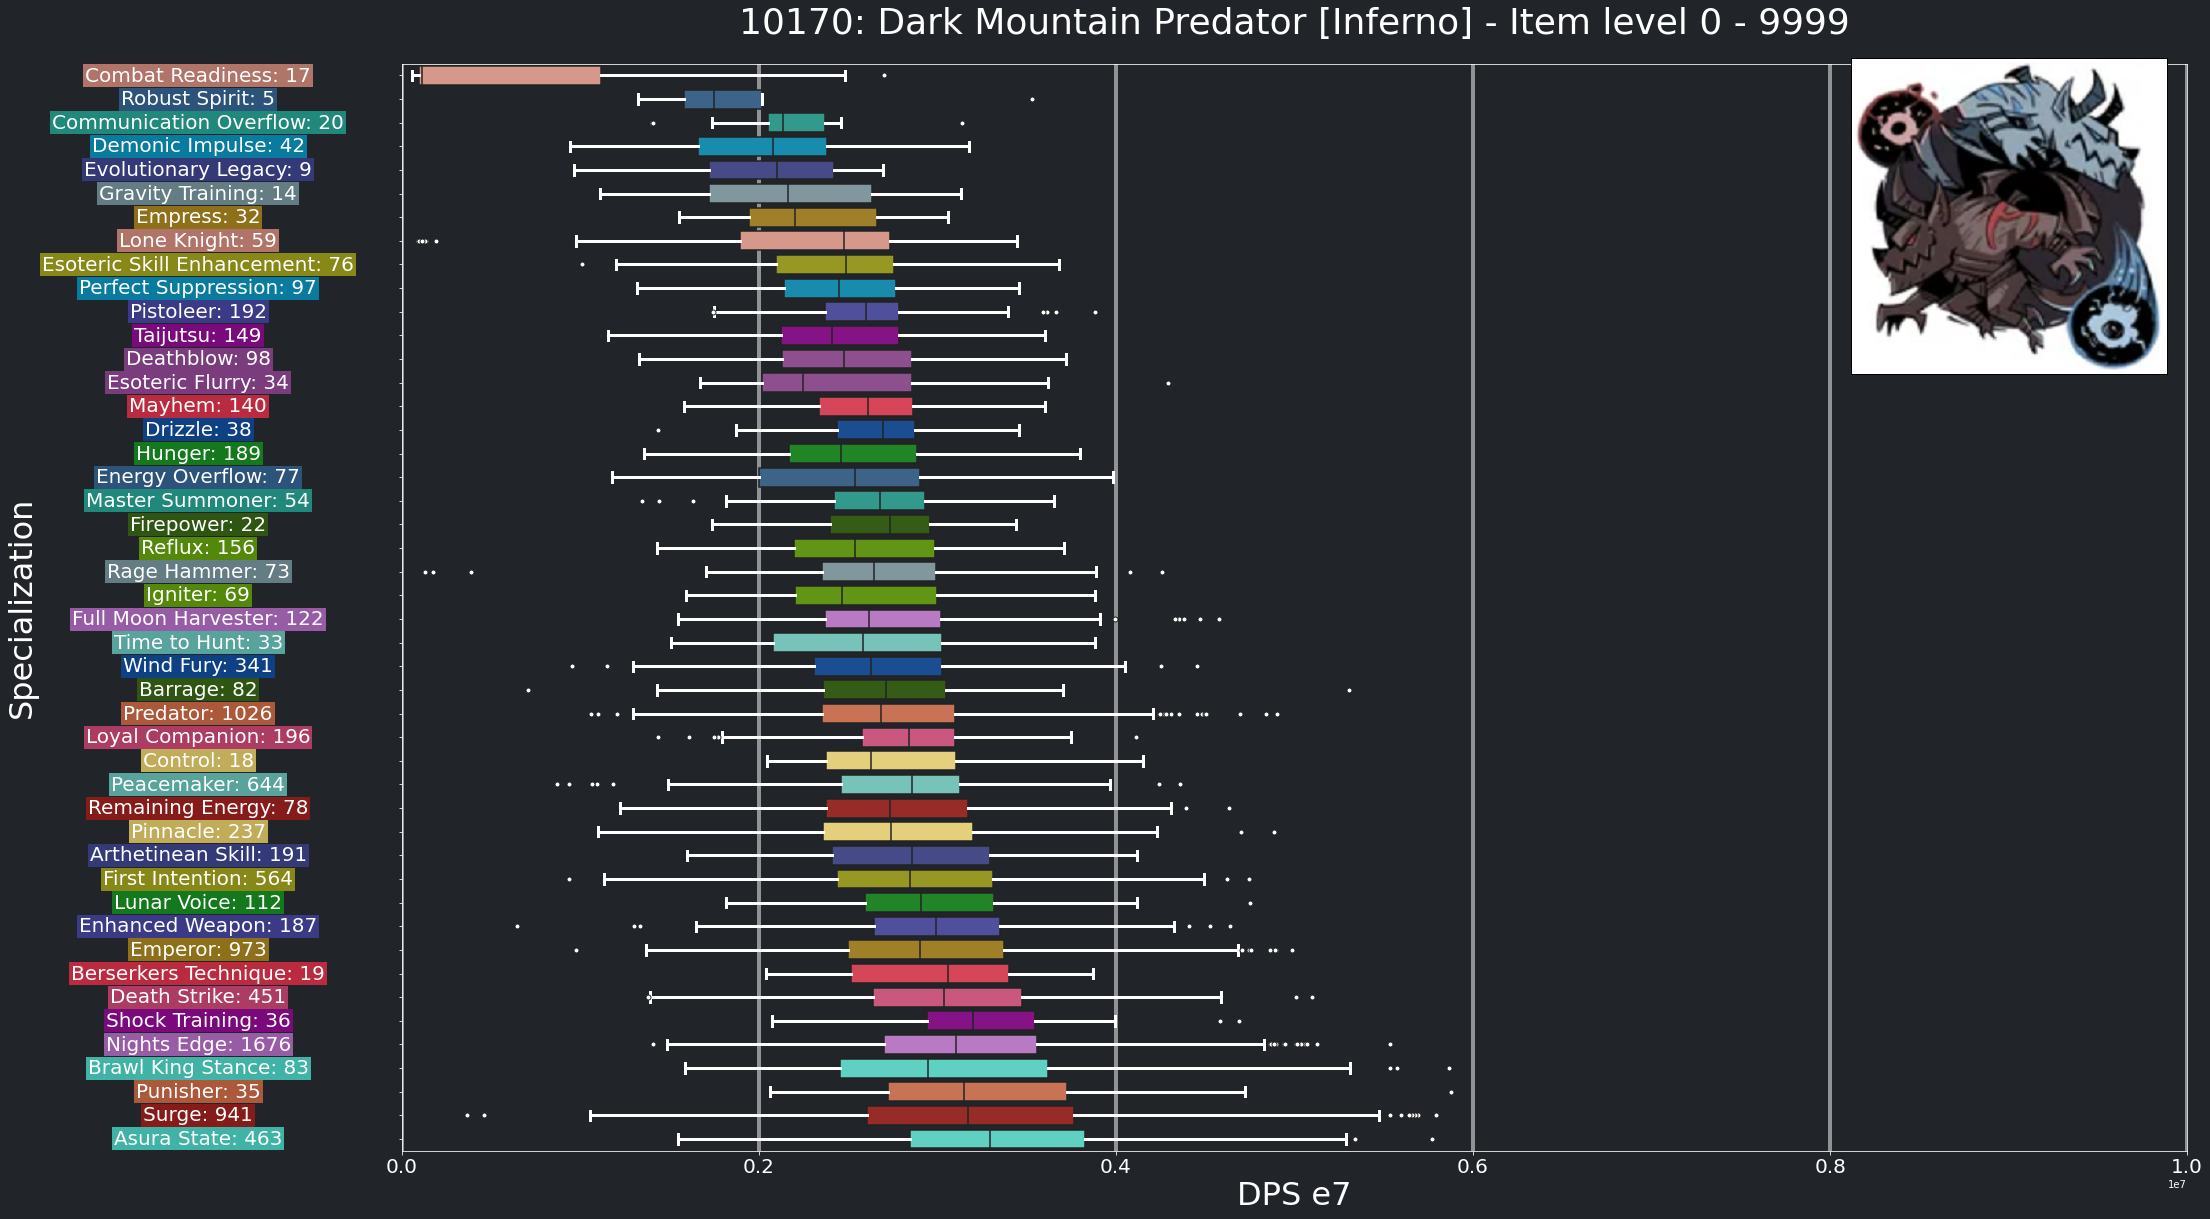 10170: Dark Mountain Predator [Inferno] - Item level 0 - 9999
Specialization
Combat Readiness: 17
Robust Spirit: 5
Communication Overflow: 20
Demonic Impulse: 42
Evolutionary Legacy: 9
Gravity Training: 14
Empress: 32
Lone Knight: 59
Esoteric Skill Enhancement: 76
Perfect Suppression: 97
Pistoleer: 192
Taijutsu: 149
Deathblow: 98
Esoteric Flurry: 34
Mayhem: 140
Drizzle: 38
Hunger: 189
Energy Overflow: 77
Master Summoner: 54
Firepower: 22
Reflux: 156
Rage Hammer: 73
Igniter: 69
Full Moon Harvester: 122
Time to Hunt: 33
Wind Fury: 341
Barrage: 82
Predator: 1026
Loyal Companion: 196
Control: 18
Peacemaker: 644
Remaining Energy: 78
Pinnacle: 237
Arthetinean Skill: 191
First Intention: 564
Lunar Voice: 112
Enhanced Weapon: 187
Emperor: 973
Berserkers Technique: 19
Death Strike: 451
Shock Training: 36
Nights Edge: 1676
Brawl King Stance: 83
Punisher: 35
Surge: 941
Asura State: 463
0.0 0.2 0.4 0.6 0.8 1.0
1e7
DPS e7